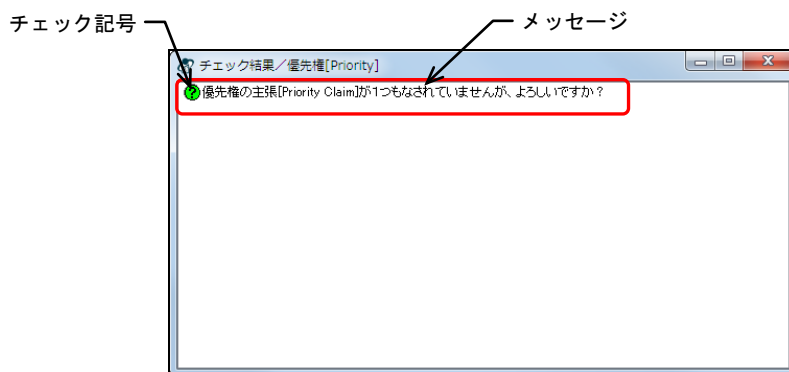 チェック記号
メッセージ
チェック結果/優先権[Priority]
?優先権の主張[Priority Claim]が1つもなされていませんが、よろしいですか?